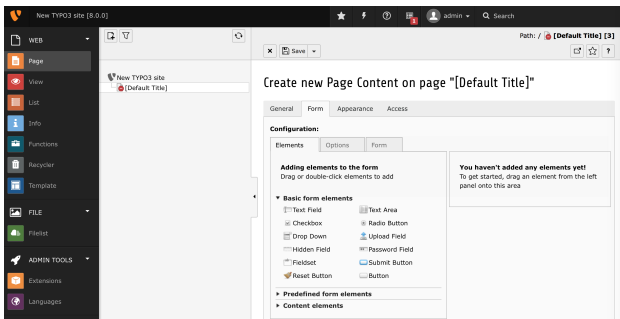 New TYPO3 site [8.0.0]
admin
Search
WEB
Page
View
List
Info
Functions
Recycler
Template
FILE
Filelist
ADMIN TOOLS
Extensions
Languages
New TYPO3 site
[Default Title]
Path: / [Default Title] [3]
Save
Create new Page Content on page "[Default Title]"
General Form Appearance Access
Configuration:
Elements Options Form
Adding elements to the form
Drag or double-click elements to add
Basic form elements
Text Field Text Area
Checkbox Radio Button
Drop Down Upload Field
Hidden Field Password Field
Fieldset Submit Button
Reset Button Button
Predefined form elements
Content elements
You haven't added any elements yet!
To get started, drag an element from the left
panel onto this area